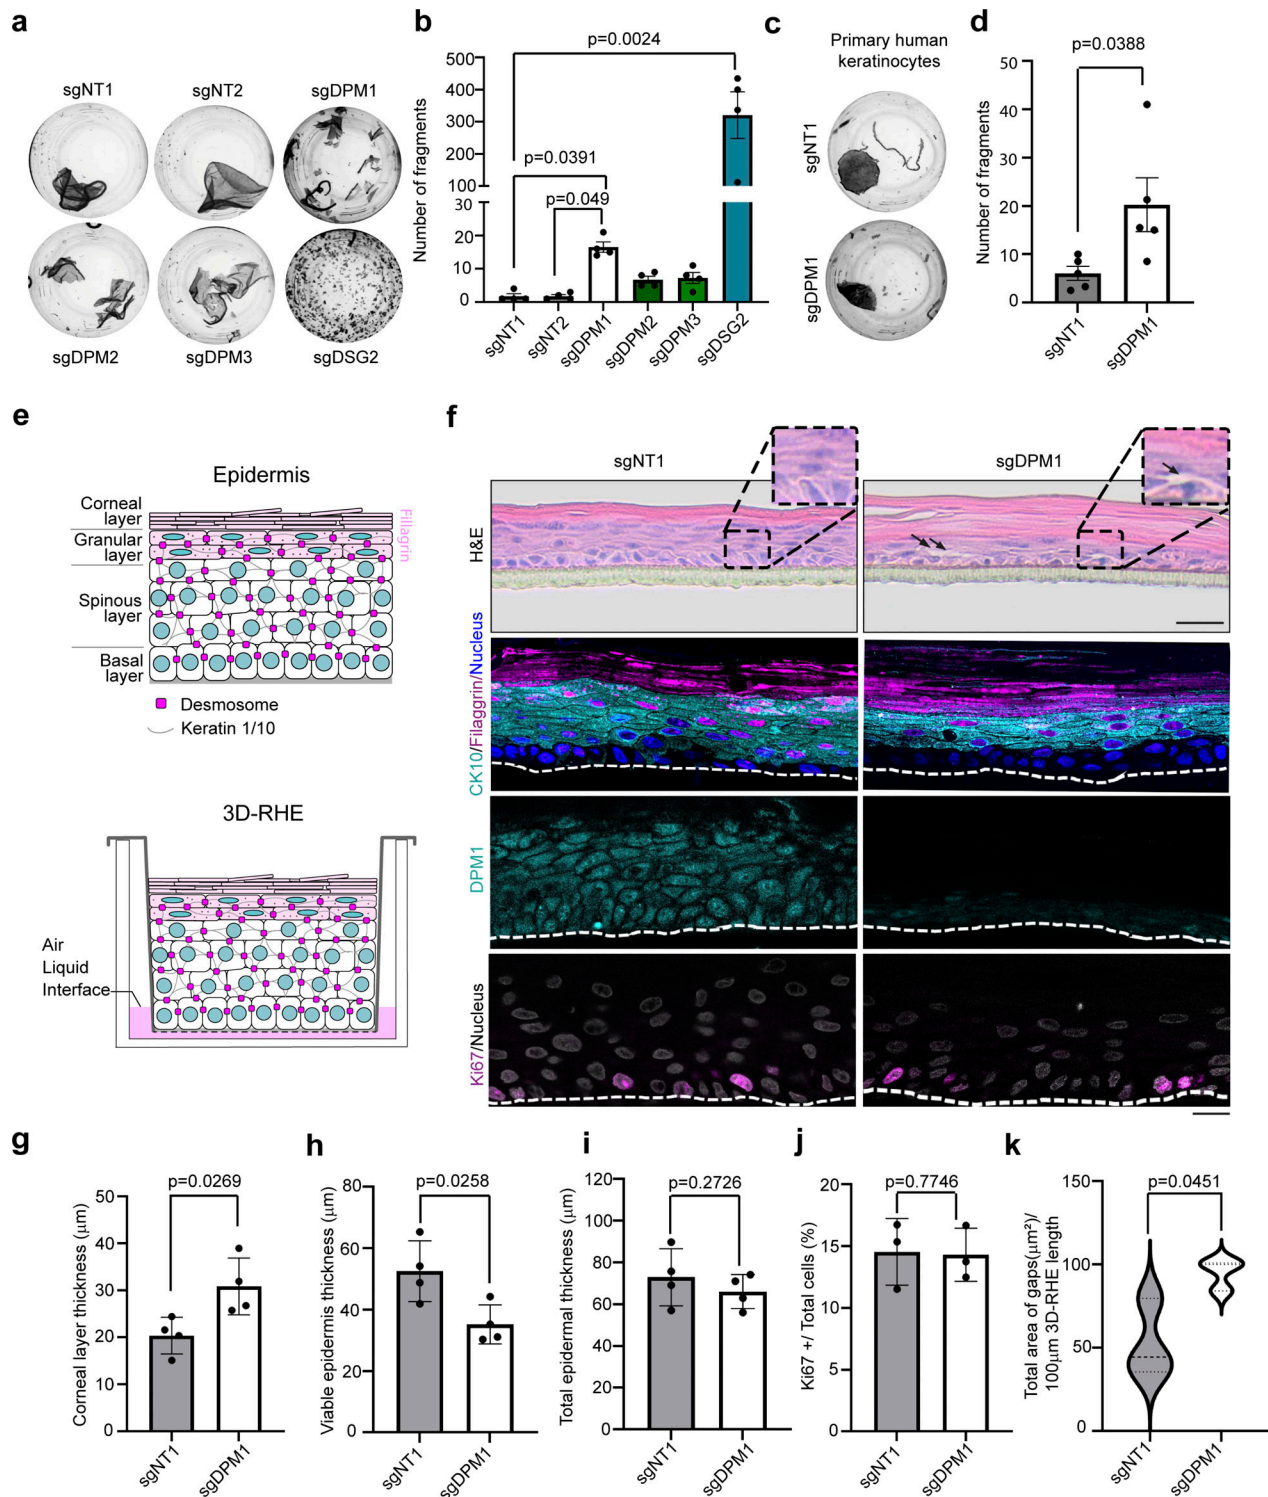 a
sgNT1
sgNT2
sgDPM1
sgDPM2
sgDPM3
sgDSG2
b
p=0.0024
p=0.0391
p=0.049
Number of fragments
500
400
300
200
100
30
20
10
0
sgNT1
sgNT2
sgDPM1
sgDPM2
sgDPM3
sgDSG2
c
Primary human
keratinocytes
sgNT1
sgDPM1
d
p=0.0388
Number of fragments
50
40
30
20
10
0
sgNT1
sgDPM1
e
Epidermis
Corneal
layer
Granular
layer
Spinous
layer
Basal
layer
Fillagrin
Desmosome
Keratin 1/10
3D-RHE
Air
Liquid
Interface
f
sgNT1
sgDPM1
H&E
CK10/Filaggrin/Nucleus
DPM1
Ki67/Nucleus
g
p=0.0269
Corneal layer thickness (μm)
50
40
30
20
10
0
sgNT1
sgDPM1
h
p=0.0258
Viable epidermis thickness (μm)
80
60
40
20
0
sgNT1
sgDPM1
i
p=0.2726
Total epidermal thickness (μm)
120
100
80
60
40
20
0
sgNT1
sgDPM1
j
p=0.7746
Ki67 +/ Total cells (%)
20
15
10
5
0
sgNT1
sgDPM1
k
p=0.0451
Total area of gaps(μm²)/
100μm 3D-RHE length
150
100
50
0
sgNT1
sgDPM1